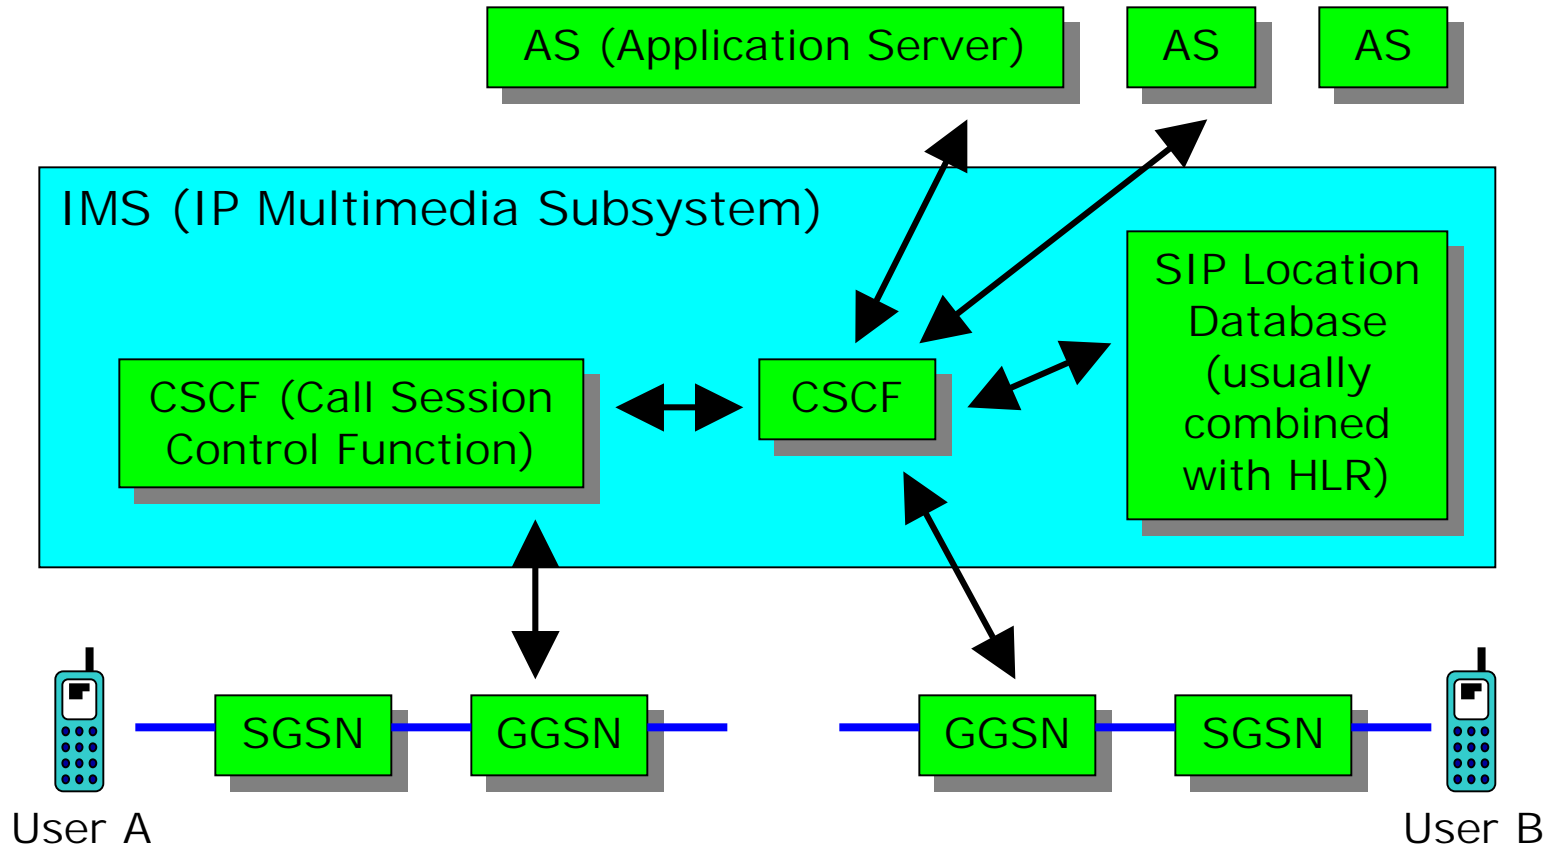 AS (Application Server)
AS
AS
IMS (IP Multimedia Subsystem)
SIP Location
Database
(usually
combined
with HLR)
CSCF (Call Session
Control Function)
CSCF
SGSN
GGSN
GGSN
SGSN
User A
User B